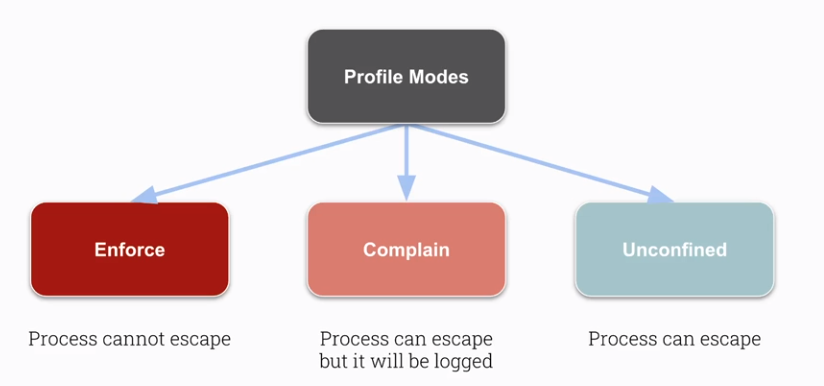 Profile Modes
Enforce
Complain
Unconfined
Process cannot escape
Process can escape
but it will be logged
Process can escape